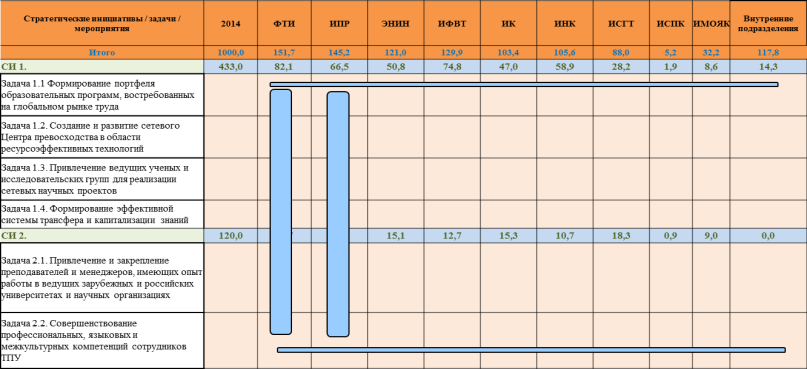 Стратегические инициативы / задачи / мероприятия 2014 ФТИ ИПР ЭНИН ИФВТ ИК ИНК ИСГТ ИСПК ИМОЯК Внутренние подразделения
Итого 1000,0 151,7 145,2 121,0 129,9 103,4 105,6 88,0 5,2 32,2 117,8
СИ 1. 433,0 82,1 66,5 50,8 74,8 47,0 58,9 28,2 1,9 8,6 14,3
Задача 1.1 Формирование портфеля
образовательных программ, востребованных
на глобальном рынке труда
Задача 1.2. Создание и развитие сетевого
Центра превосходства в области
ресурсоэффективных технологий
Задача 1.3. Привлечение ведущих ученых и
исследовательских групп для реализации
сетевых научных проектов
Задача 1.4. Формирование эффективной
системы трансфера и капитализации знаний
СИ 2. 120,0 15,1 12,7 15,3 10,7 18,3 0,9 9,0 0,0
Задача 2.1. Привлечение и закрепление
преподавателей и менеджеров, имеющих опыт
работы в ведущих зарубежных и российских
университетах и научных организациях
Задача 2.2. Совершенствование
профессиональных, языковых и
межкультурных компетенций сотрудников
ТПУ